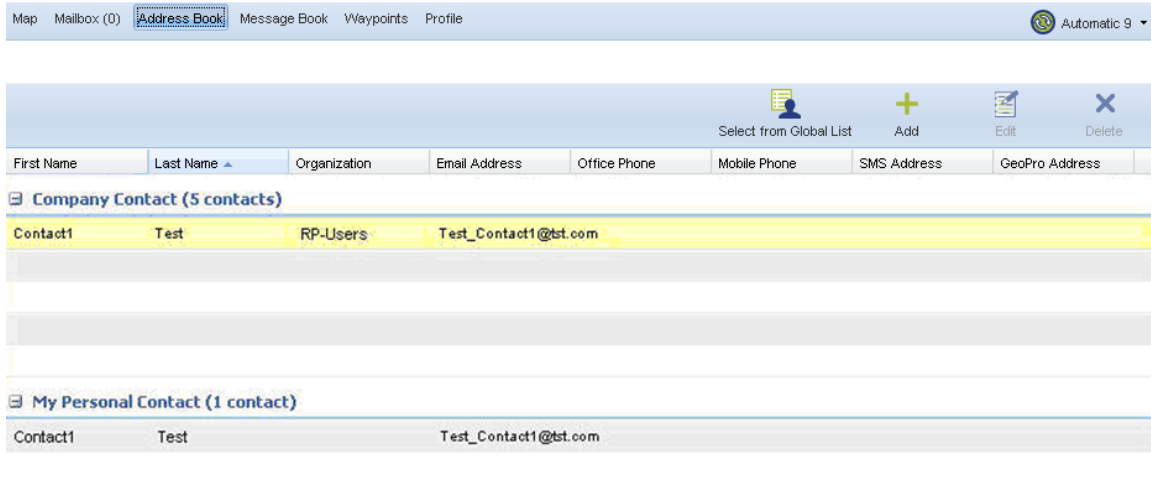 Map Mailbox (0) Address Book Message Book Waypoints Profile Automatic 9
Select from Global List Add Edit Delete
First Name Last Name Organization Email Address Office Phone Mobile Phone SMS Address GeoPro Address
Company Contact (5 contacts)
Contact1 Test RP-Users Test_Contact1@tst.com
My Personal Contact (1 contact)
Contact1 Test Test_Contact1@tst.com